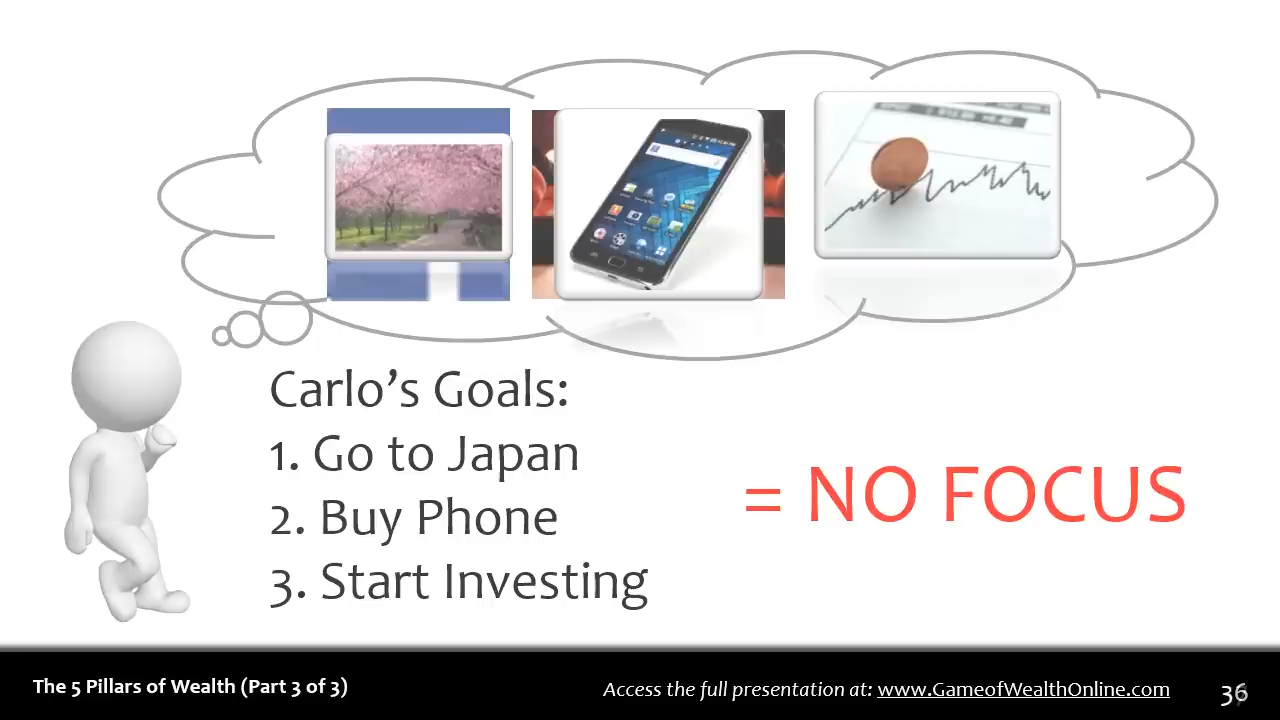 Carlo’s Goals:
1. Go to Japan
2. Buy Phone
3. Start Investing
= NO FOCUS
The 5 Pillars of Wealth (Part 3 of 3)
Access the full presentation at: www.GameofWealthOnline.com
36